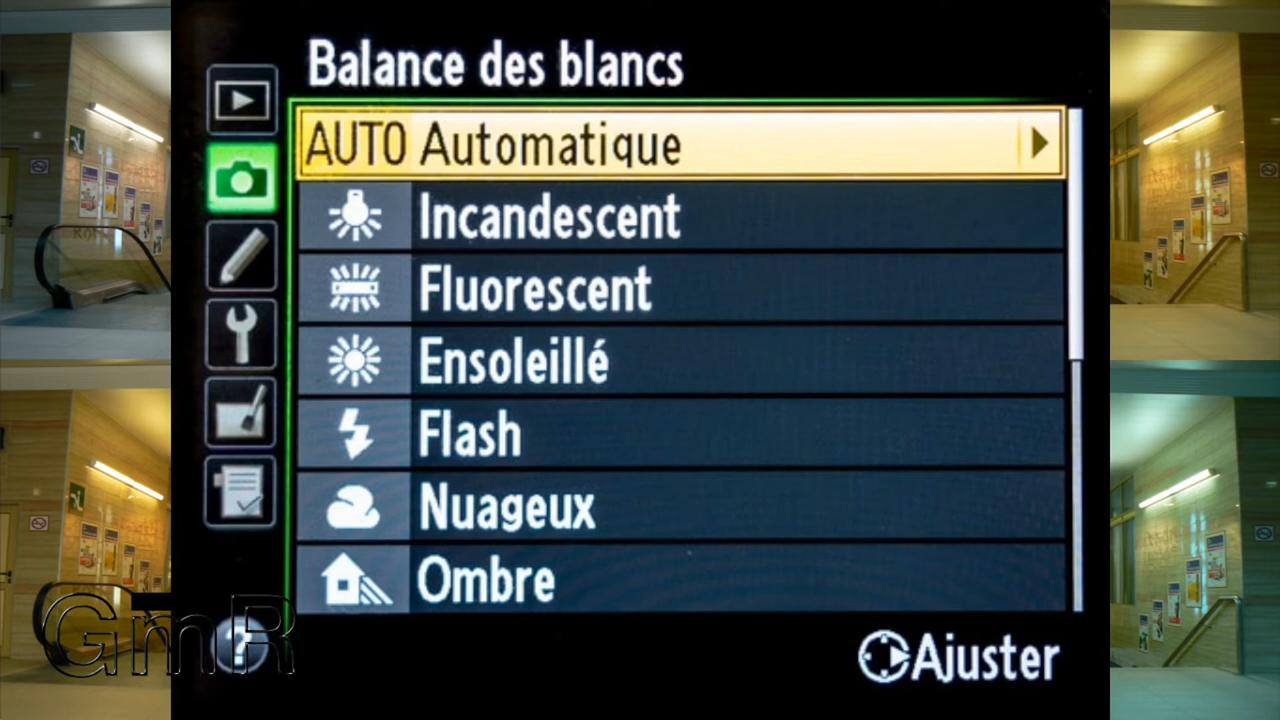 Balance des blancs
AUTO Automatique
Incandescent
Fluorescent
Ensoleillé
Flash
Nuageux
Ombre
? Ajuster
GmR